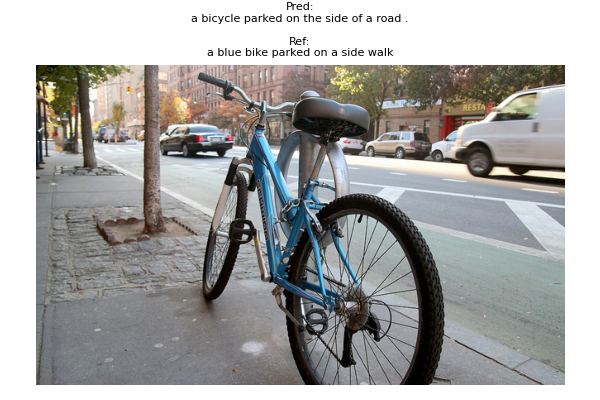 Pred:
a bicycle parked on the side of a road .
Ref:
a blue bike parked on a side walk
RESTA